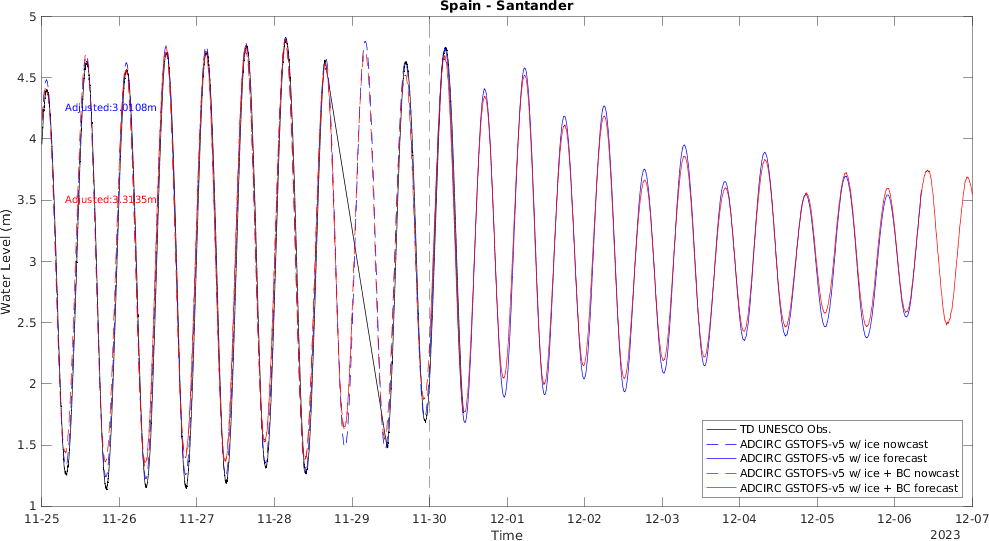 Spain - Santander
Water Level (m)
5
4.5
4
3.5
3
2.5
2
1.5
1
Adjusted:3.0108m
Adjusted:3.3135m
TD UNESCO Obs.
ADCIRC GSTOFS-v5 w/ ice nowcast
ADCIRC GSTOFS-v5 w/ ice forecast
ADCIRC GSTOFS-v5 w/ ice + BC nowcast
ADCIRC GSTOFS-v5 w/ ice + BC forecast
11-25 11-26 11-27 11-28 11-29 11-30 12-01 12-02 12-03 12-04 12-05 12-06 12-07
Time
2023